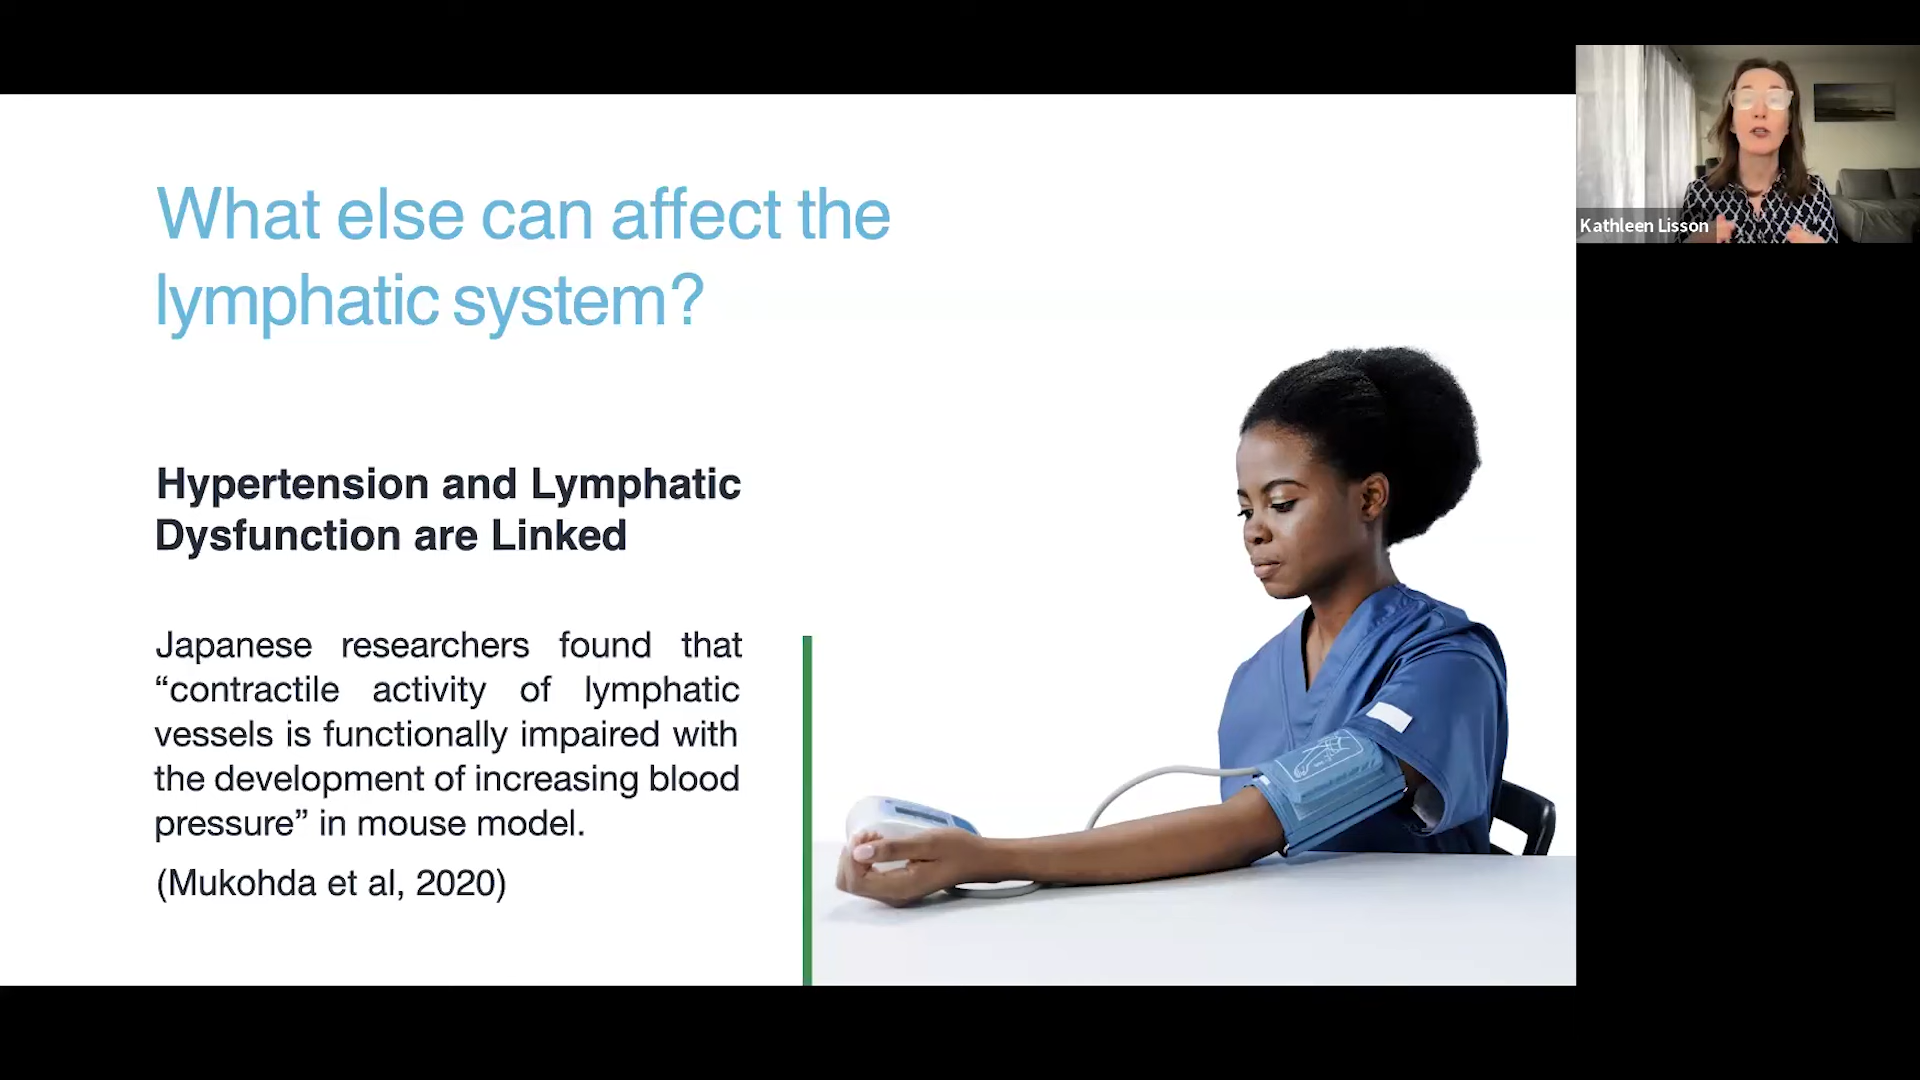 What else can affect the
lymphatic system?
Hypertension and Lymphatic
Dysfunction are Linked
Japanese researchers found that
“contractile activity of lymphatic
vessels is functionally impaired with
the development of increasing blood
pressure” in mouse model.
(Mukohda et al, 2020)
Kathleen Lisson